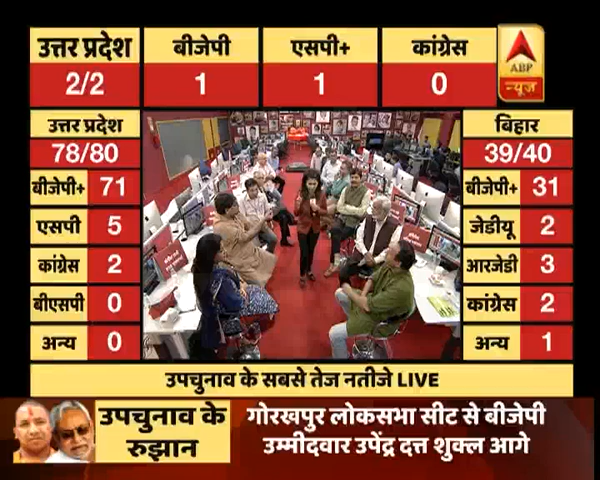 उत्तर प्रदेश
2/2
बीजेपी
1
एसपी+
1
कांग्रेस
0
ABP
न्यूज़
उत्तर प्रदेश
78/80
बीजेपी+ 71
एसपी 5
कांग्रेस 2
बीएसपी 0
अन्य 0
बिहार
39/40
बीजेपी+ 31
जेडीयू 2
आरजेडी 3
कांग्रेस 2
अन्य 1
उपचुनाव के सबसे तेज नतीजे LIVE
उपचुनाव के
रुझान
गोरखपुर लोकसभा सीट से बीजेपी
उम्मीदवार उपेंद्र दत्त शुक्ल आगे